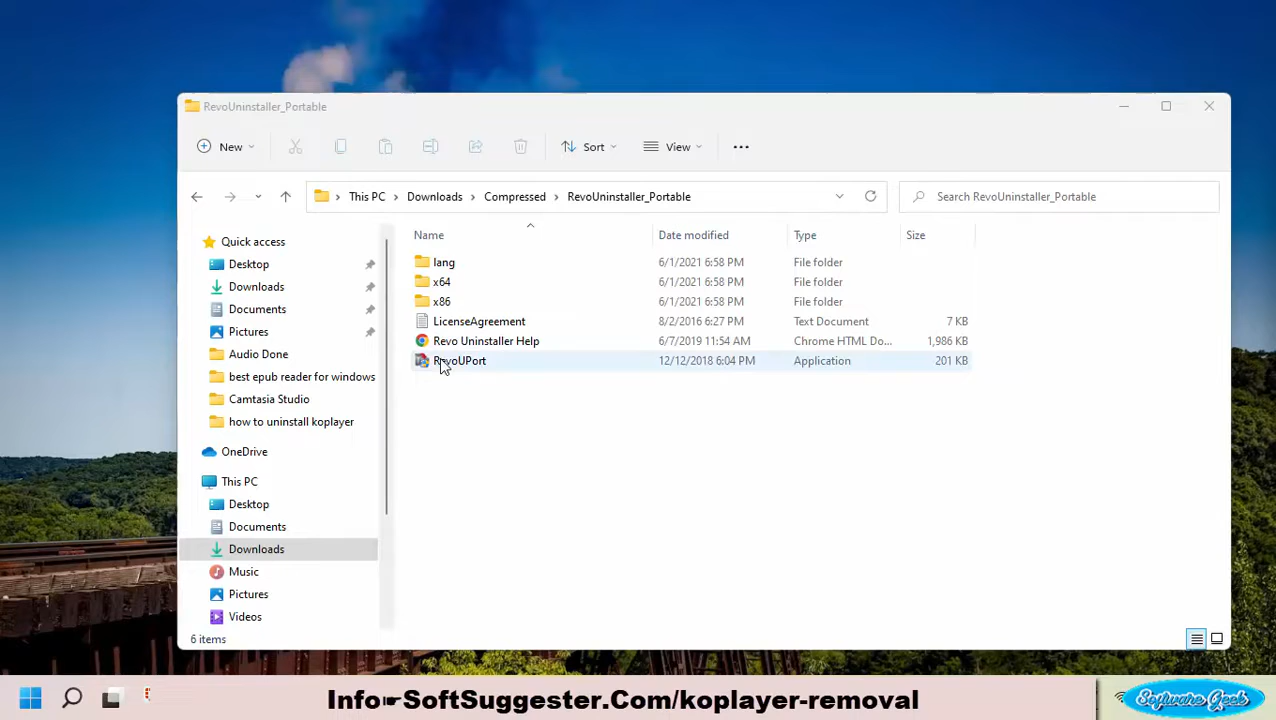 RevoUninstaller_Portable
New
Sort
View
This PC > Downloads > Compressed > RevoUninstaller_Portable
Search RevoUninstaller_Portable
Name Date modified Type Size
lang 6/1/2021 6:58 PM File folder
x64 6/1/2021 6:58 PM File folder
x86 6/1/2021 6:58 PM File folder
LicenseAgreement 8/2/2016 6:27 PM Text Document 7 KB
Revo Uninstaller Help 6/7/2019 11:54 AM Chrome HTML Do... 1,986 KB
RevoUPort 12/12/2018 6:04 PM Application 201 KB
Quick access
Desktop
Downloads
Documents
Pictures
Audio Done
best epub reader for windows
Camtasia Studio
how to uninstall koplayer
OneDrive
This PC
Desktop
Documents
Downloads
Music
Pictures
Videos
6 items
Info☛SoftSuggester.Com/koplayer-removal
Software Geek